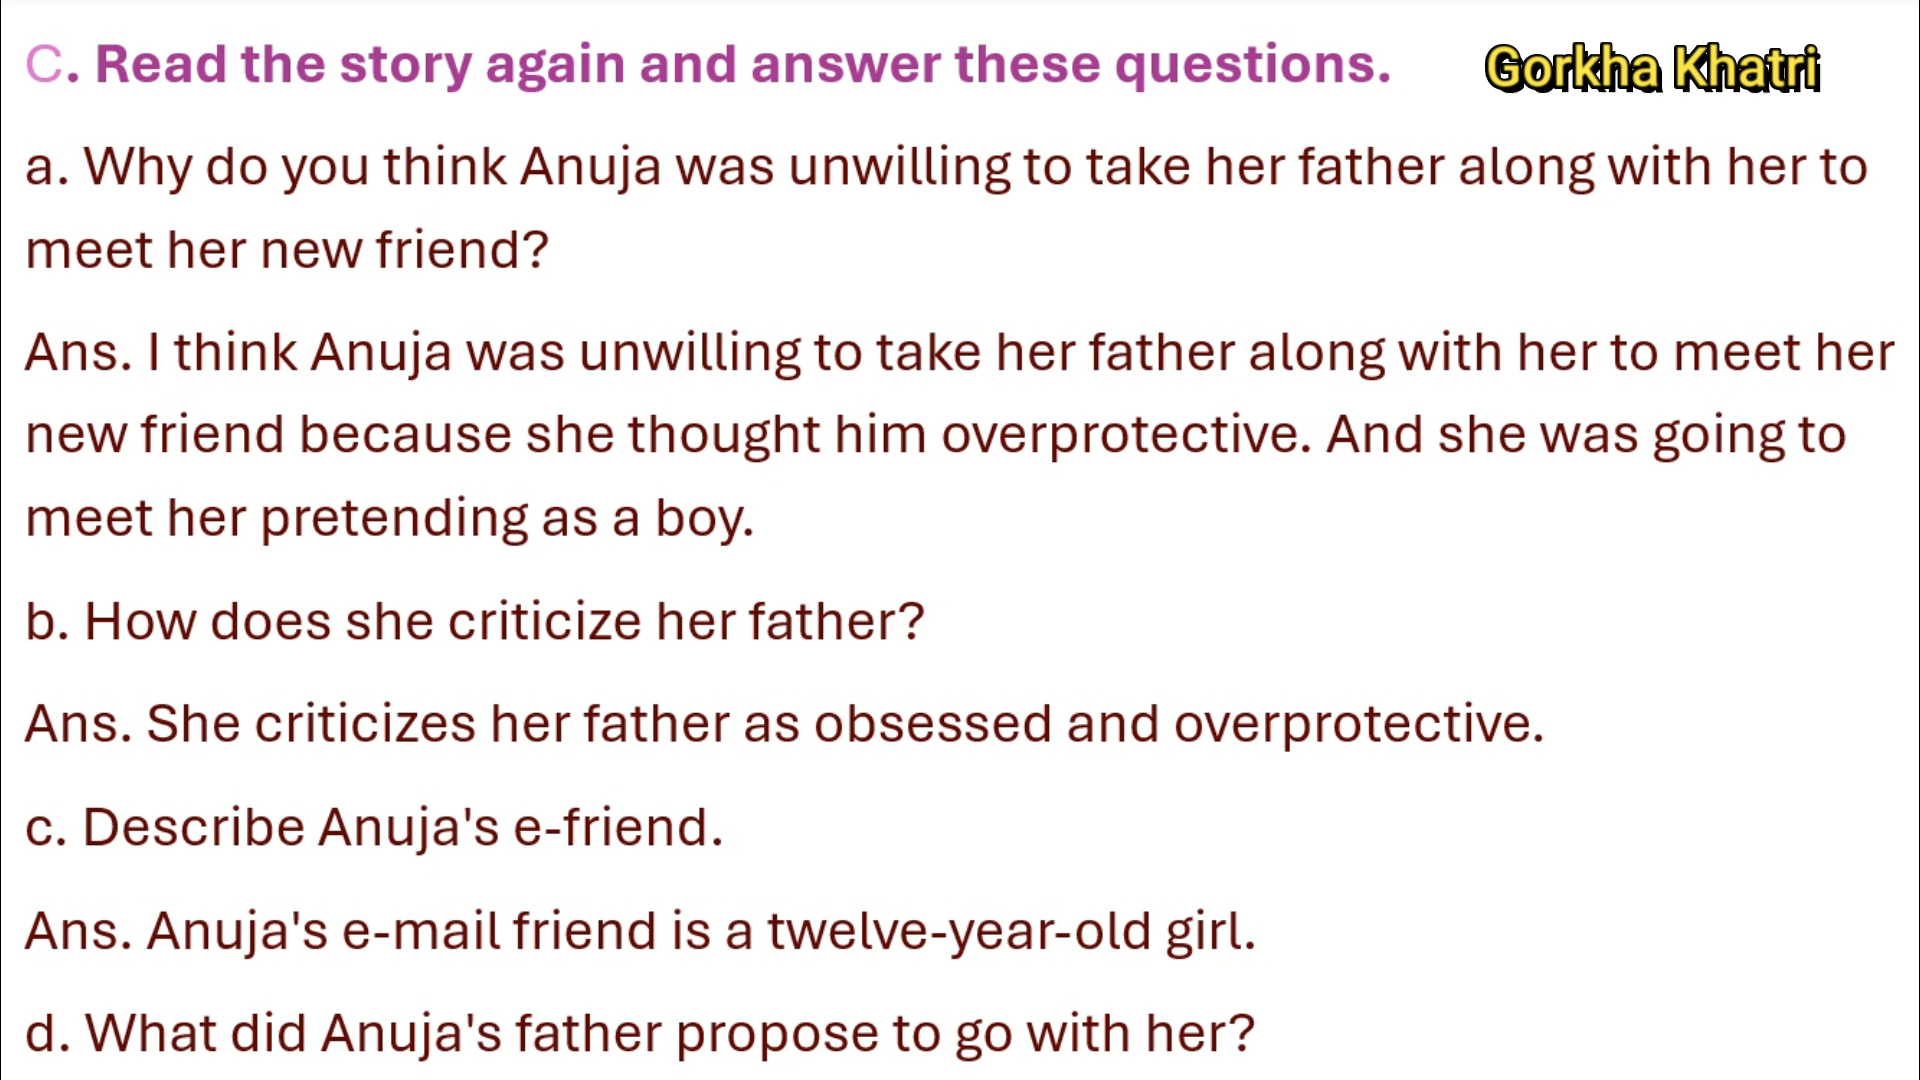 C. Read the story again and answer these questions.
Gorkha Khatri
a. Why do you think Anuja was unwilling to take her father along with her to
meet her new friend?
Ans. I think Anuja was unwilling to take her father along with her to meet her
new friend because she thought him overprotective. And she was going to
meet her pretending as a boy.
b. How does she criticize her father?
Ans. She criticizes her father as obsessed and overprotective.
c. Describe Anuja's e-friend.
Ans. Anuja's e-mail friend is a twelve-year-old girl.
d. What did Anuja's father propose to go with her?